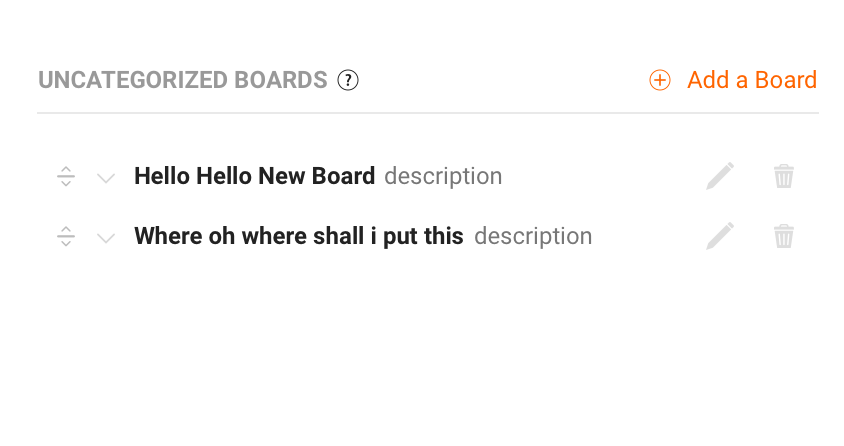 UNCATEGORIZED BOARDS ? Add a Board
Hello Hello New Board description
Where oh where shall i put this description